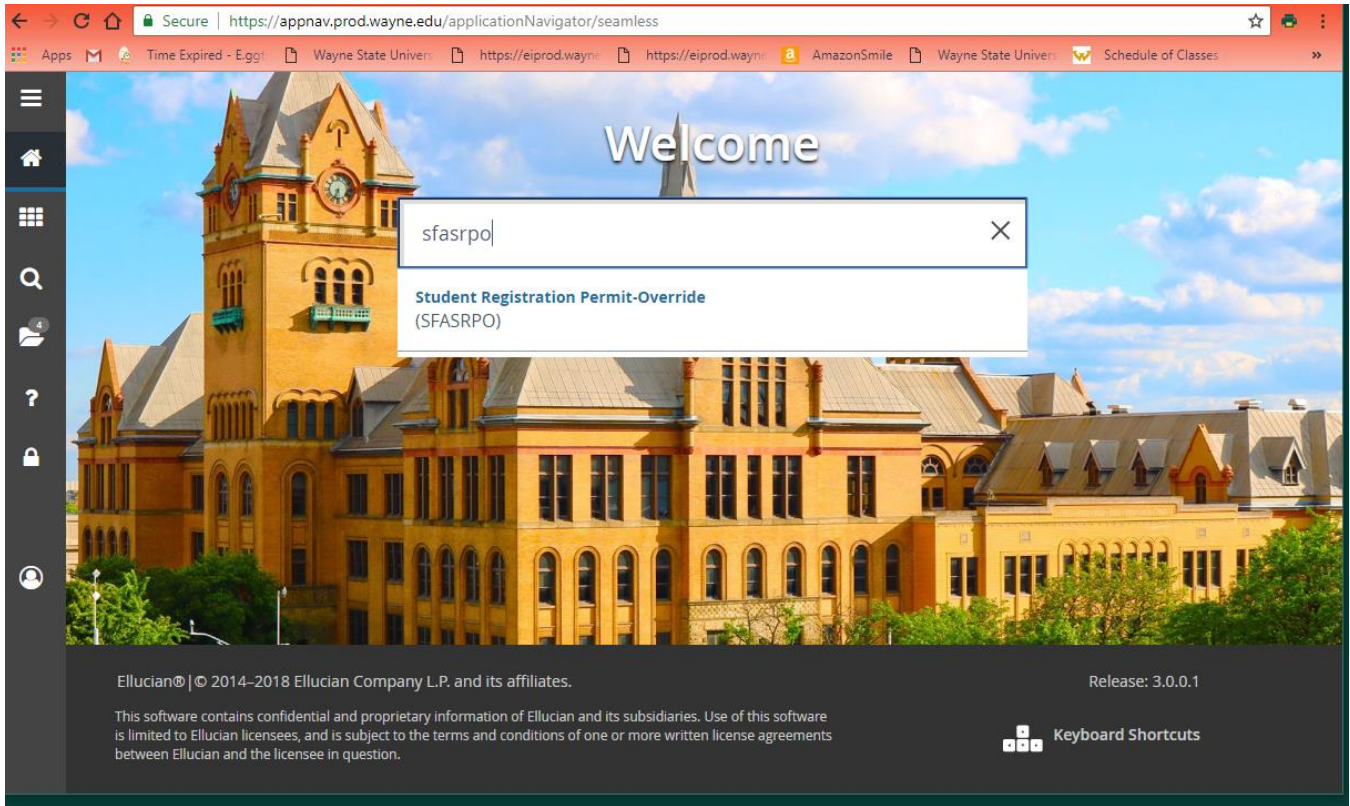 Secure | https://appnav.prod.wayne.edu/applicationNavigator/seamless
Apps Time Expired - E.ggt Wayne State Univers https://eiprod.wayne https://eiprod.wayn a AmazonSmile Wayne State Univers W Schedule of Classes »
Welcome
sfasrpo
Student Registration Permit-Override
(SFASRPO)
4
?
Ellucian®|© 2014–2018 Ellucian Company L.P. and its affiliates.
Release: 3.0.0.1
This software contains confidential and proprietary information of Ellucian and its subsidiaries. Use of this software
is limited to Ellucian licensees, and is subject to the terms and conditions of one or more written license agreements
between Ellucian and the licensee in question.
Keyboard Shortcuts